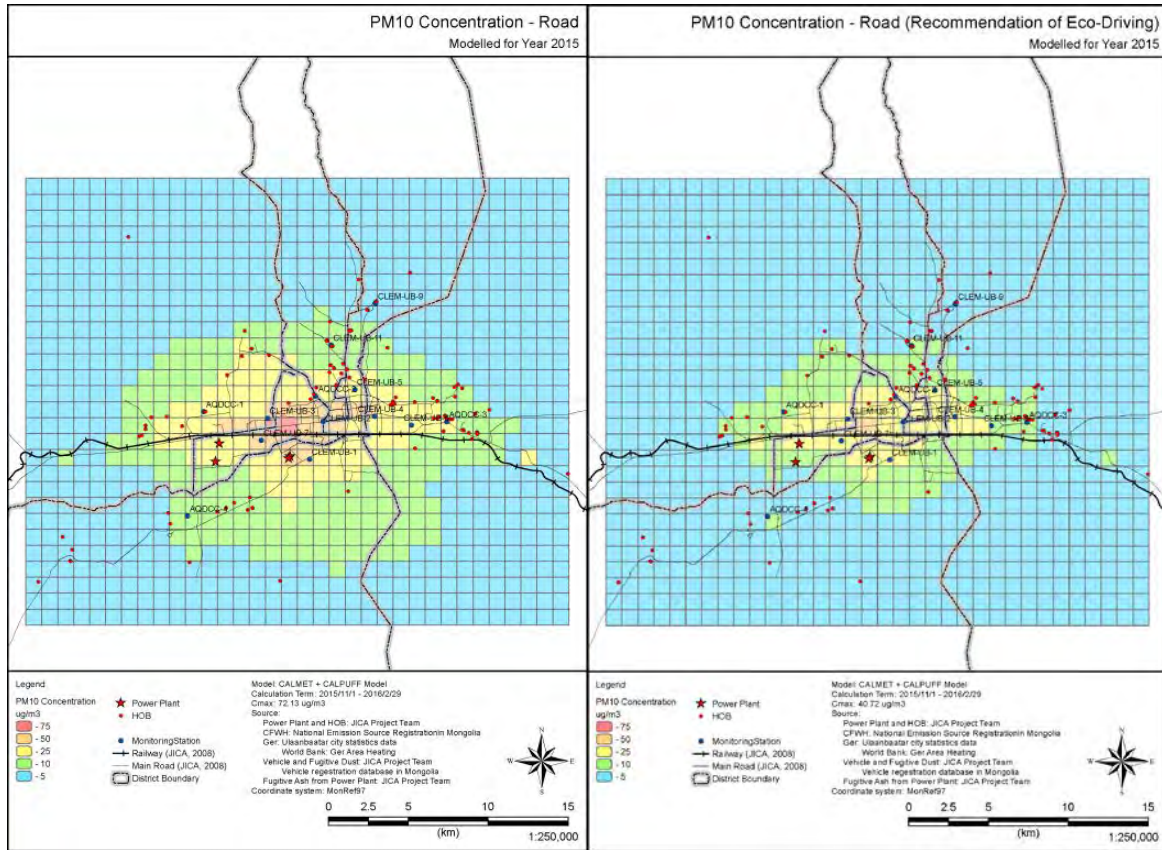 PM10 Concentration - Road
Modelled for Year 2015
CLEM-UB-9
CLEM-UB-11
CLEM-UB-5
AQDCC-1
CLEM-UB-3
CLEM-UB-4
AQDCC-3
CLEM-UB-1
Legend
PM10 Concentration
ug/m3
- 75
- 50
- 25
- 10
- 5
Power Plant
HOB
MonitoringStation
Railway (JICA, 2008)
Main Road (JICA, 2008)
District Boundary
Model: CALMET + CALPUFF Model
Calculation Term: 2015/11/1 - 2016/2/29
Cmax: 72.13 ug/m3
Source:
Power Plant and HOB: JICA Project Team
CFWH: National Emission Source Registrationin Mongolia
Ger: Ulaanbaatar city statistics data
World Bank: Ger Area Heating
Vehicle and Fugitive Dust: JICA Project Team
Vehicle regestration database in Mongolia
Fugitive Ash from Power Plant: JICA Project Team
Coordinate system: MonRef97
N
W E
S
0 2.5 5 10 15
(km)
1:250,000
PM10 Concentration - Road (Recommendation of Eco-Driving)
Modelled for Year 2015
CLEM-UB-9
CLEM-UB-11
CLEM-UB-5
AQDCC-1
CLEM-UB-3
CLEM-UB-4
AQDCC-3
CLEM-UB-1
Legend
PM10 Concentration
ug/m3
- 75
- 50
- 25
- 10
- 5
Power Plant
HOB
MonitoringStation
Railway (JICA, 2008)
Main Road (JICA, 2008)
District Boundary
Model: CALMET + CALPUFF Model
Calculation Term: 2015/11/1 - 2016/2/29
Cmax: 40.72 ug/m3
Source:
Power Plant and HOB: JICA Project Team
CFWH: National Emission Source Registrationin Mongolia
Ger: Ulaanbaatar city statistics data
World Bank: Ger Area Heating
Vehicle and Fugitive Dust: JICA Project Team
Vehicle regestration database in Mongolia
Fugitive Ash from Power Plant: JICA Project Team
Coordinate system: MonRef97
N
W E
S
0 2.5 5 10 15
(km)
1:250,000